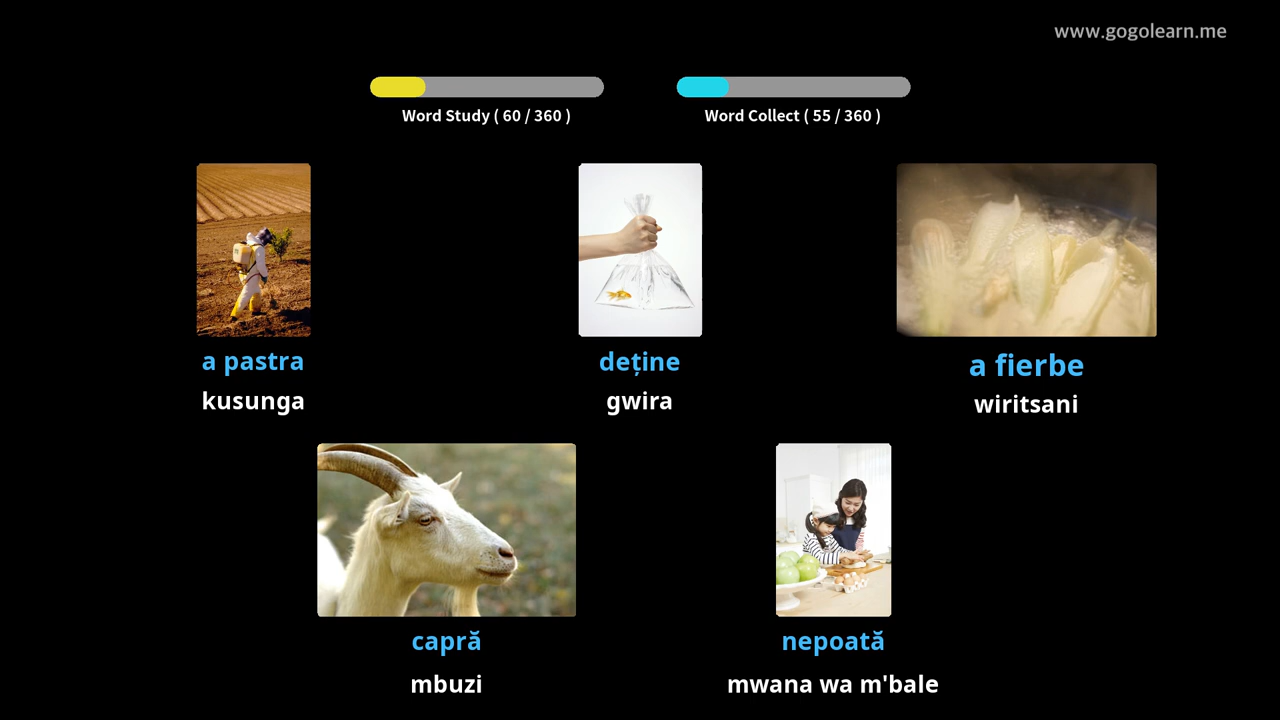 www.gogolearn.me
Word Study ( 60 / 360 )
Word Collect ( 55 / 360 )
a pastra
kusunga
deține
gwira
a fierbe
wiritsani
capră
mbuzi
nepoată
mwana wa m'bale